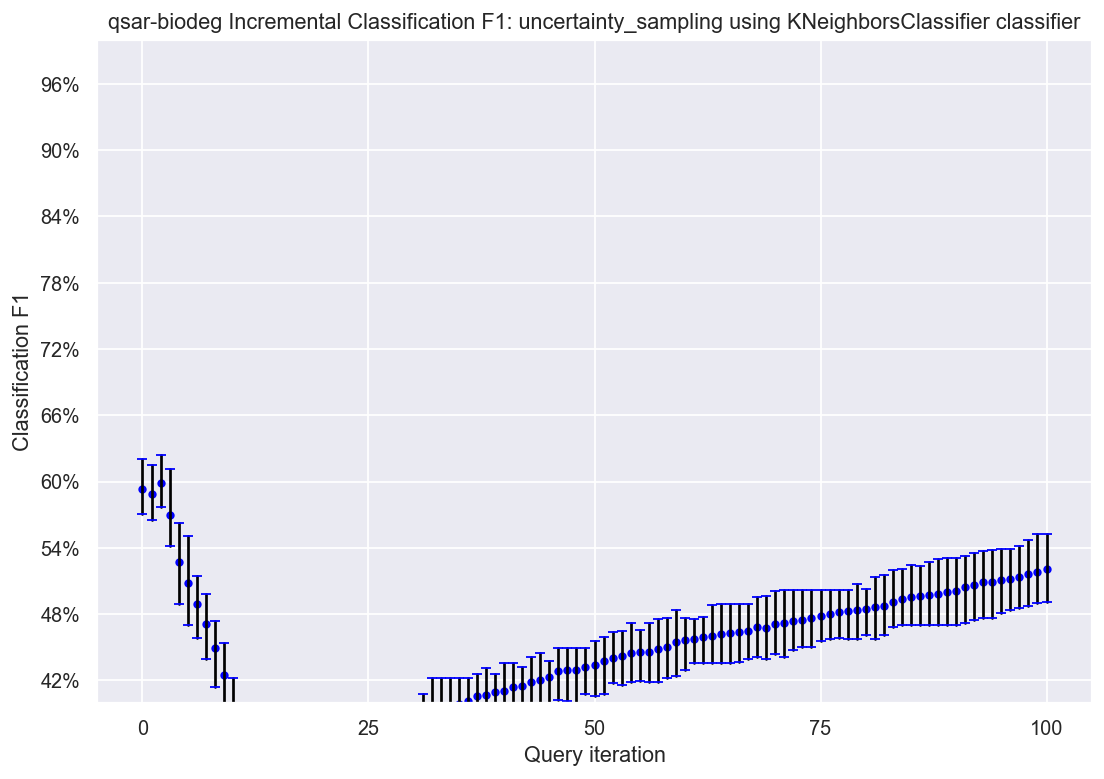 qsar-biodeg Incremental Classification F1: uncertainty_sampling using KNeighborsClassifier classifier
96%
90%
84%
78%
72%
66%
60%
54%
48%
42%
Classification F1
0 25 50 75 100
Query iteration